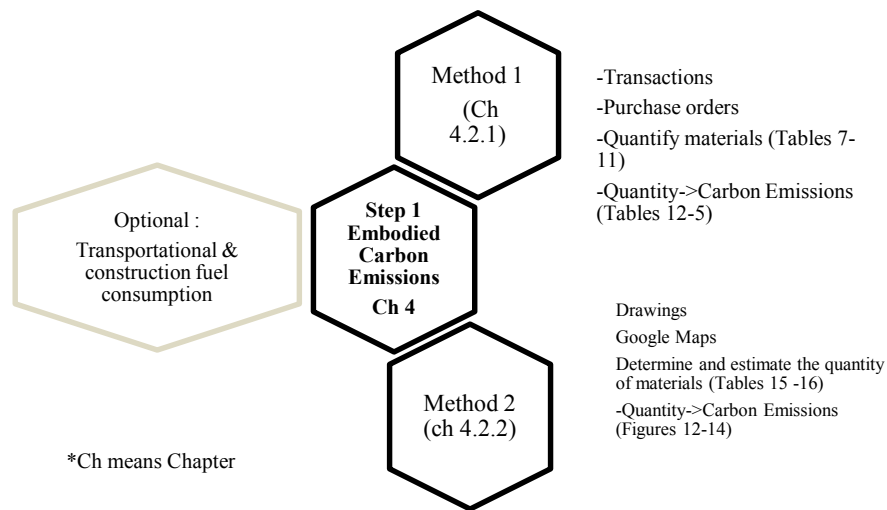 Method 1
(Ch
4.2.1)
-Transactions
-Purchase orders
-Quantify materials (Tables 7-
11)
-Quantity->Carbon Emissions
(Tables 12-5)
Optional :
Transportational &
construction fuel
consumption
Step 1
Embodied
Carbon
Emissions
Ch 4
Method 2
(ch 4.2.2)
Drawings
Google Maps
Determine and estimate the quantity
of materials (Tables 15 -16)
-Quantity->Carbon Emissions
(Figures 12-14)
*Ch means Chapter